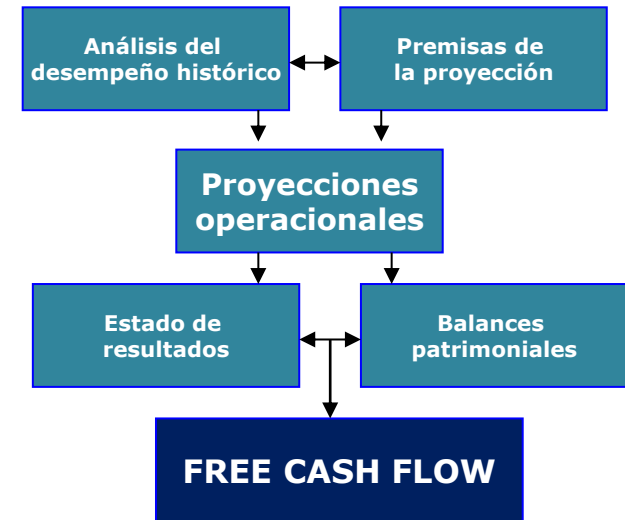 Análisis del
desempeño histórico
Premisas de
la proyección
Proyecciones
operacionales
Estado de
resultados
Balances
patrimoniales
FREE CASH FLOW